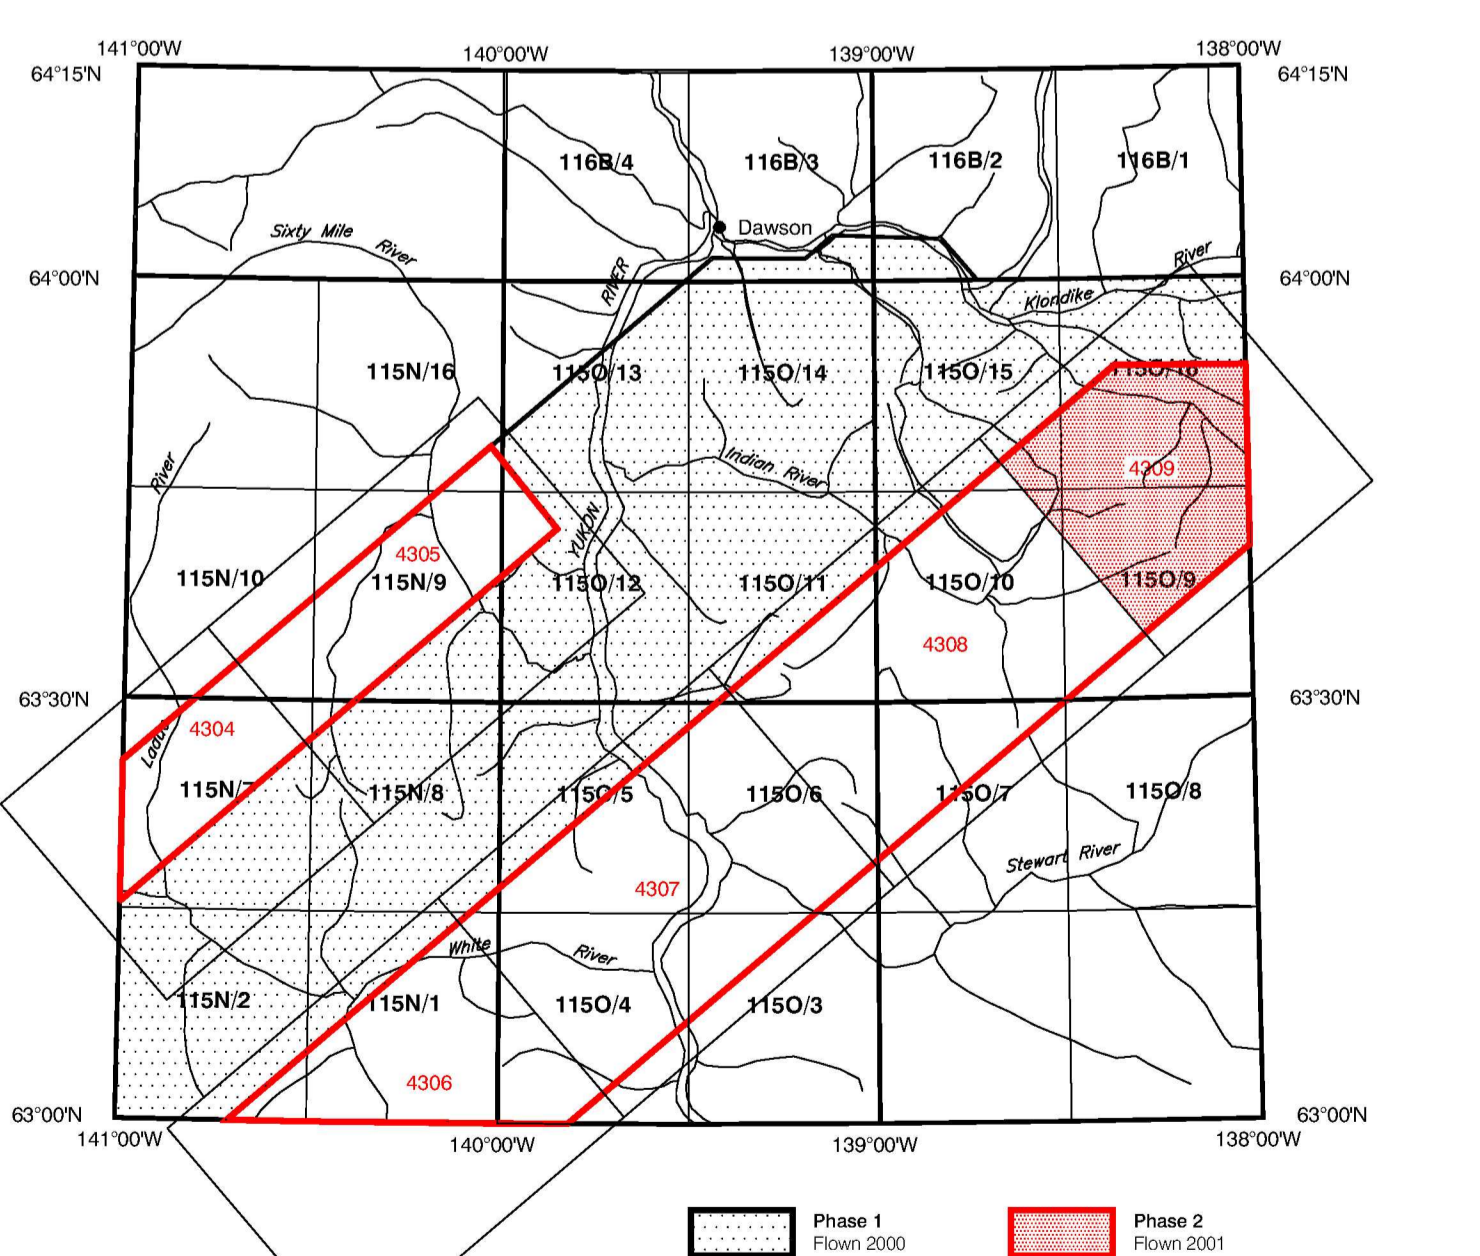 141°00'W
140°00'W
139°00'W
138°00'W
64°15'N
64°15'N
116B/4
116B/3
116B/2
116B/1
Dawson
Sixty Mile River
RIVER
River
64°00'N
64°00'N
Klondike
115N/16
115O/13
115O/14
115O/15
115O/16
River
Indian River
4309
YUKON
4305
115N/10
115N/9
115O/12
115O/11
115O/10
115O/9
4308
63°30'N
63°30'N
4304
Ladue
115N/7
115N/8
115O/5
115O/6
115O/7
115O/8
Stewart River
4307
White River
115N/2
115N/1
115O/4
115O/3
4306
63°00'N
63°00'N
141°00'W
140°00'W
139°00'W
138°00'W
Phase 1
Flown 2000
Phase 2
Flown 2001